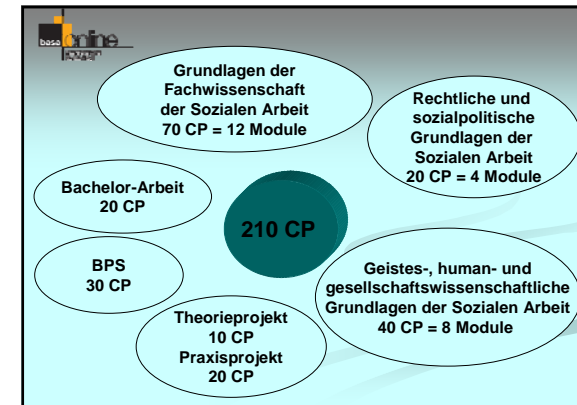 basa online
Grundlagen der
Fachwissenschaft
der Sozialen Arbeit
70 CP = 12 Module
Rechtliche und
sozialpolitische
Grundlagen der
Sozialen Arbeit
20 CP = 4 Module
Bachelor-Arbeit
20 CP
210 CP
BPS
30 CP
Geistes-, human- und
gesellschaftswissenschaftliche
Grundlagen der Sozialen Arbeit
40 CP = 8 Module
Theorieprojekt
10 CP
Praxisprojekt
20 CP